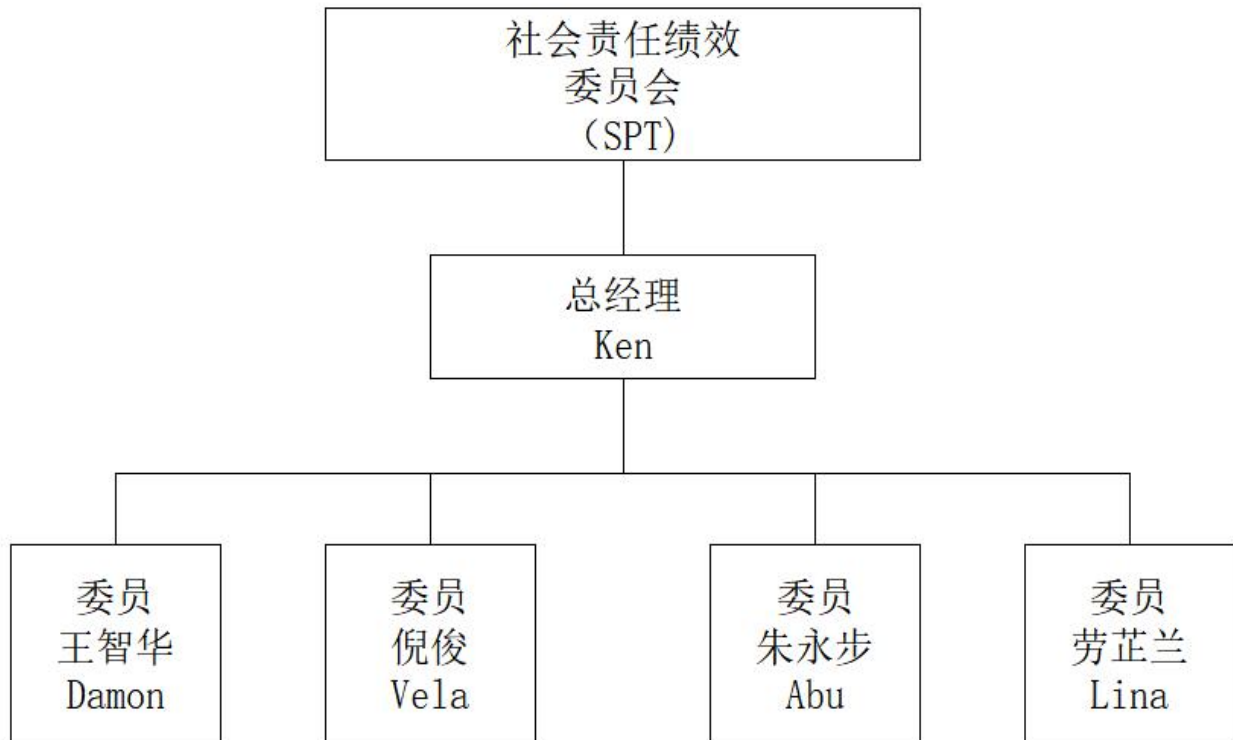 社会责任绩效
委员会
（SPT)
总经理
Ken
委员
王智华
Damon
委员
倪俊
Vela
委员
朱永步
Abu
委员
劳芷兰
Lina